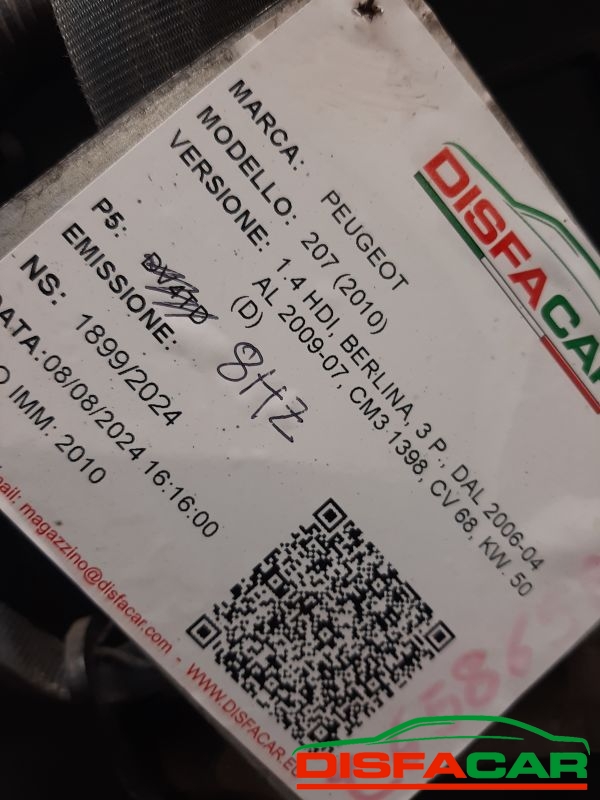 DISFACAR
MARCA: PEUGEOT
MODELLO: 207 (2010)
VERSIONE: 1.4 HDI, BERLINA, 3 P., DAL 2006-04
AL 2009-07, CM3 1398, CV 68, KW. 50
(D)
P5: 8HZ
EMISSIONE:
NS: 1899/2024
DATA:08/08/2024 16:16:00
O IMM. 2010
magazzino@disfacar.com - WWW.DISFACAR.E
DISFACAR